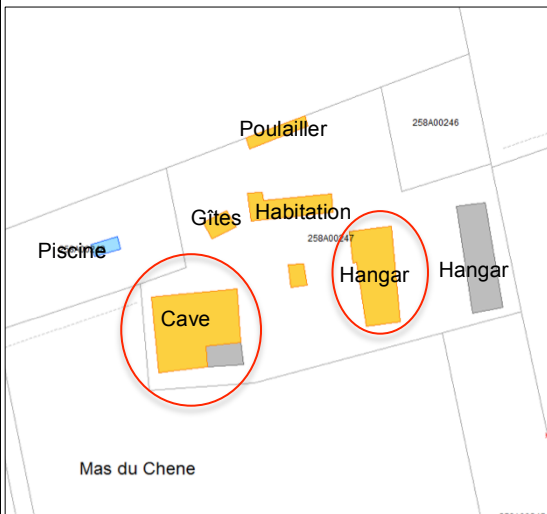 258A00246
Poulailler
Gîtes
Habitation
258A00247
Piscine
Hangar
Hangar
Cave
Mas du Chene